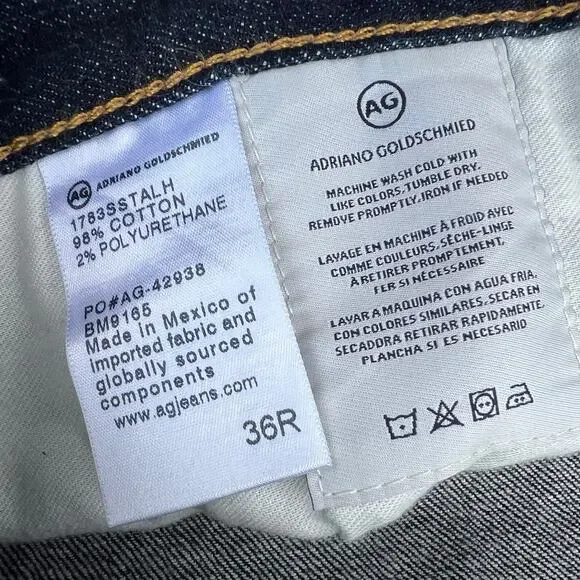 AG ADRIANO GOLDSCHMIED
1783SSTALH
98% COTTON
2% POLYURETHANE
PO#AG-42938
BM9165
Made in Mexico of
imported fabric and
globally sourced
components
www.agjeans.com
36R
AG
ADRIANO GOLDSCHMIED
MACHINE WASH COLD WITH
LIKE COLORS, TUMBLE DRY.
REMOVE PROMPTLY. IRON IF NEEDED
LAVAGE EN MACHINE À FROID AVEC
COMME COULEURS, SÈCHE-LINGE
À RETIRER PROMPTEMENT,
FER SI NÉCESSAIRE
LAVAR A MAQUINA CON AGUA FRIA,
CON COLORES SIMILARES, SECAR EN
SECADORA RETIRAR RAPIDAMENTE.
PLANCHA SI ES NECESSARIO